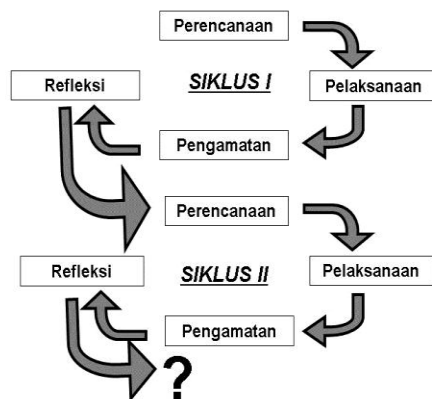 Perencanaan
Refleksi
SIKLUS I
Pelaksanaan
Pengamatan
Perencanaan
Refleksi
SIKLUS II
Pelaksanaan
Pengamatan
?